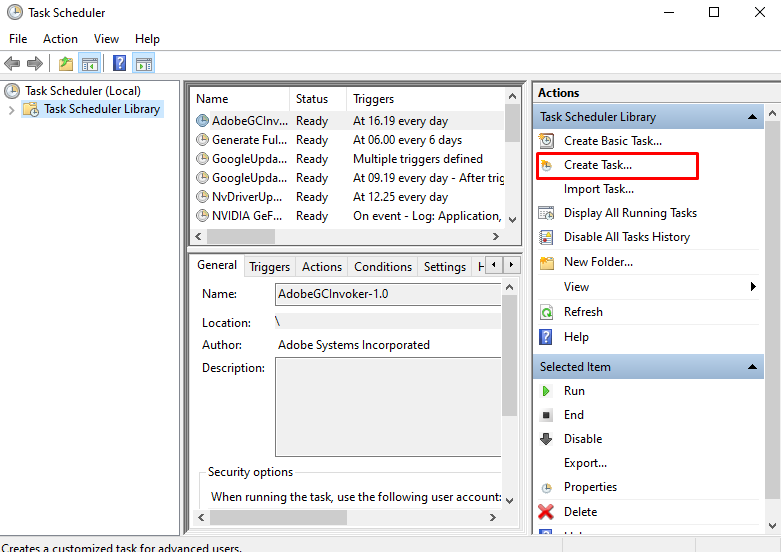 Task Scheduler
File Action View Help
Task Scheduler (Local)
Task Scheduler Library
Name Status Triggers
AdobeGCInv... Ready At 16.19 every day
Generate Ful... Ready At 06.00 every 6 days
GoogleUpda... Ready Multiple triggers defined
GoogleUpda... Ready At 09.19 every day - After trig
NvDriverUp... Ready At 12.25 every day
NVIDIA GeF... Ready On event - Log: Application,
General Triggers Actions Conditions Settings H
Name: AdobeGCInvoker-1.0
Location: \
Author: Adobe Systems Incorporated
Description:
Security options
When running the task, use the following user account:
Actions
Task Scheduler Library
Create Basic Task...
Create Task...
Import Task...
Display All Running Tasks
Disable All Tasks History
New Folder...
View
Refresh
Help
Selected Item
Run
End
Disable
Export...
Properties
Delete
Creates a customized task for advanced users.